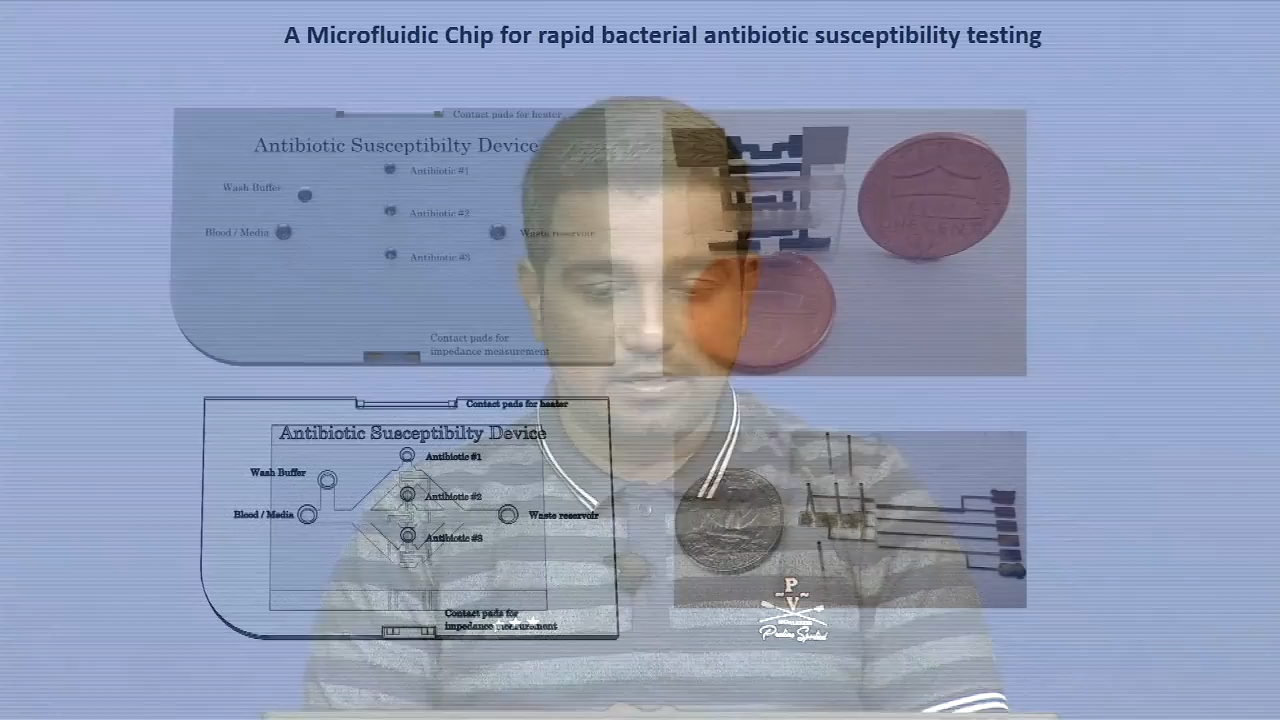 A Microfluidic Chip for rapid bacterial antibiotic susceptibility testing
Contact pads for heater
Antibiotic Susceptibilty Device
Antibiotic #1
Wash Buffer
Antibiotic #2
Blood / Media
Waste reservoir
Antibiotic #3
Contact pads for
impedance measurement
Contact pads for heater
Antibiotic Susceptibilty Device
Antibiotic #1
Wash Buffer
Antibiotic #2
Blood / Media
Waste reservoir
Antibiotic #3
Contact pads for
impedance measurement
P
~V~